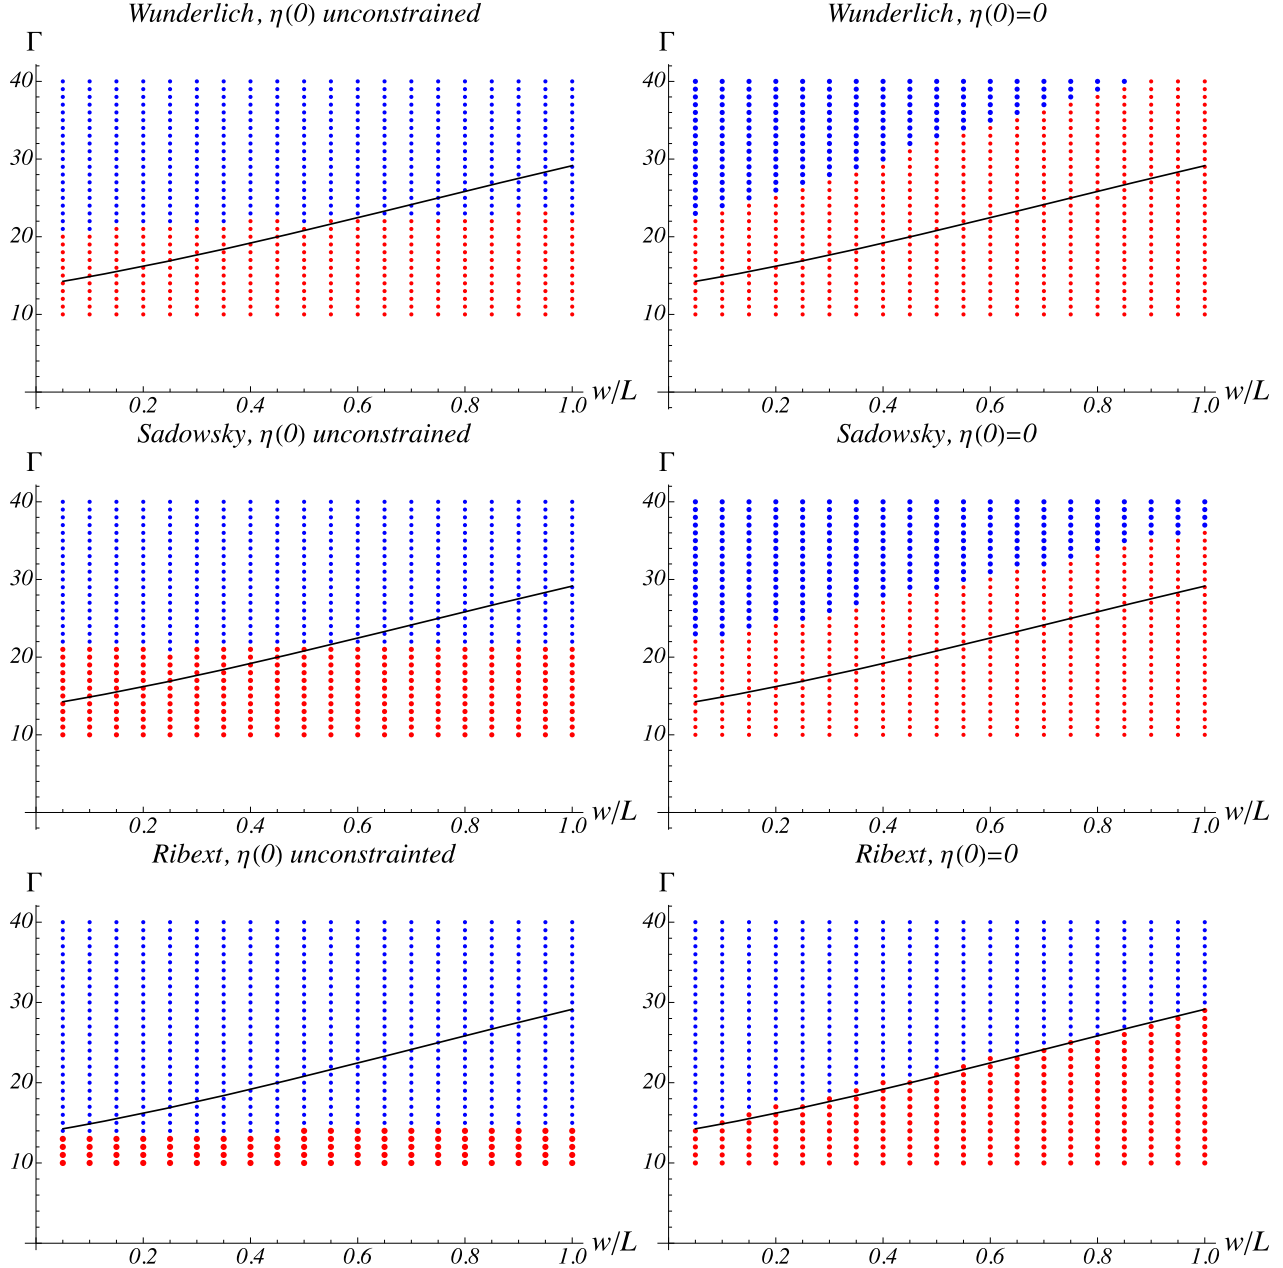 Wunderlich, η(0) unconstrained
Γ
40
30
20
10
0.2 0.4 0.6 0.8 1.0 w/L
Wunderlich, η(0)=0
Γ
40
30
20
10
0.2 0.4 0.6 0.8 1.0 w/L
Sadowsky, η(0) unconstrained
Γ
40
30
20
10
0.2 0.4 0.6 0.8 1.0 w/L
Sadowsky, η(0)=0
Γ
40
30
20
10
0.2 0.4 0.6 0.8 1.0 w/L
Ribext, η(0) unconstrainted
Γ
40
30
20
10
0.2 0.4 0.6 0.8 1.0 w/L
Ribext, η(0)=0
Γ
40
30
20
10
0.2 0.4 0.6 0.8 1.0 w/L